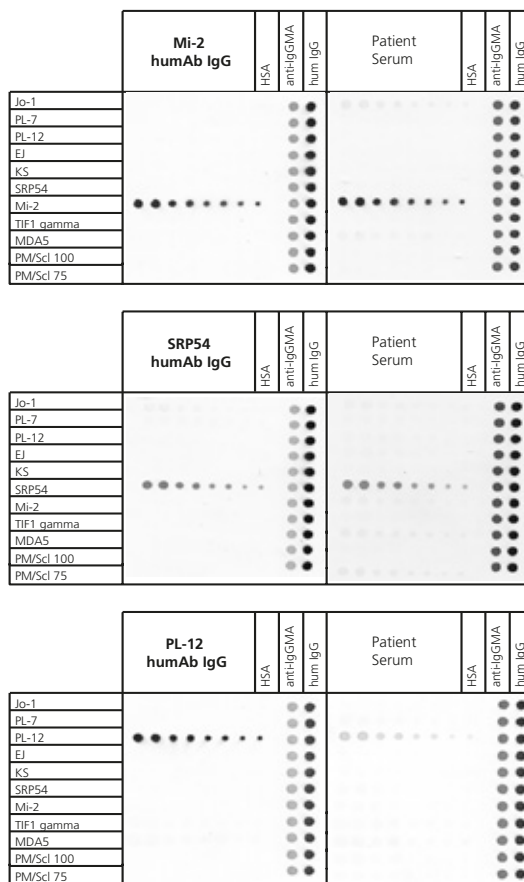 Mi-2
humAb IgG
HSA
anti-IgGMA
hum IgG
Patient
Serum
HSA
anti-IgGMA
hum IgG
Jo-1
PL-7
PL-12
EJ
KS
SRP54
Mi-2
TIF1 gamma
MDA5
PM/Scl 100
PM/Scl 75
SRP54
humAb IgG
HSA
anti-IgGMA
hum IgG
Patient
Serum
HSA
anti-IgGMA
hum IgG
Jo-1
PL-7
PL-12
EJ
KS
SRP54
Mi-2
TIF1 gamma
MDA5
PM/Scl 100
PM/Scl 75
PL-12
humAb IgG
HSA
anti-IgGMA
hum IgG
Patient
Serum
HSA
anti-IgGMA
hum IgG
Jo-1
PL-7
PL-12
EJ
KS
SRP54
Mi-2
TIF1 gamma
MDA5
PM/Scl 100
PM/Scl 75